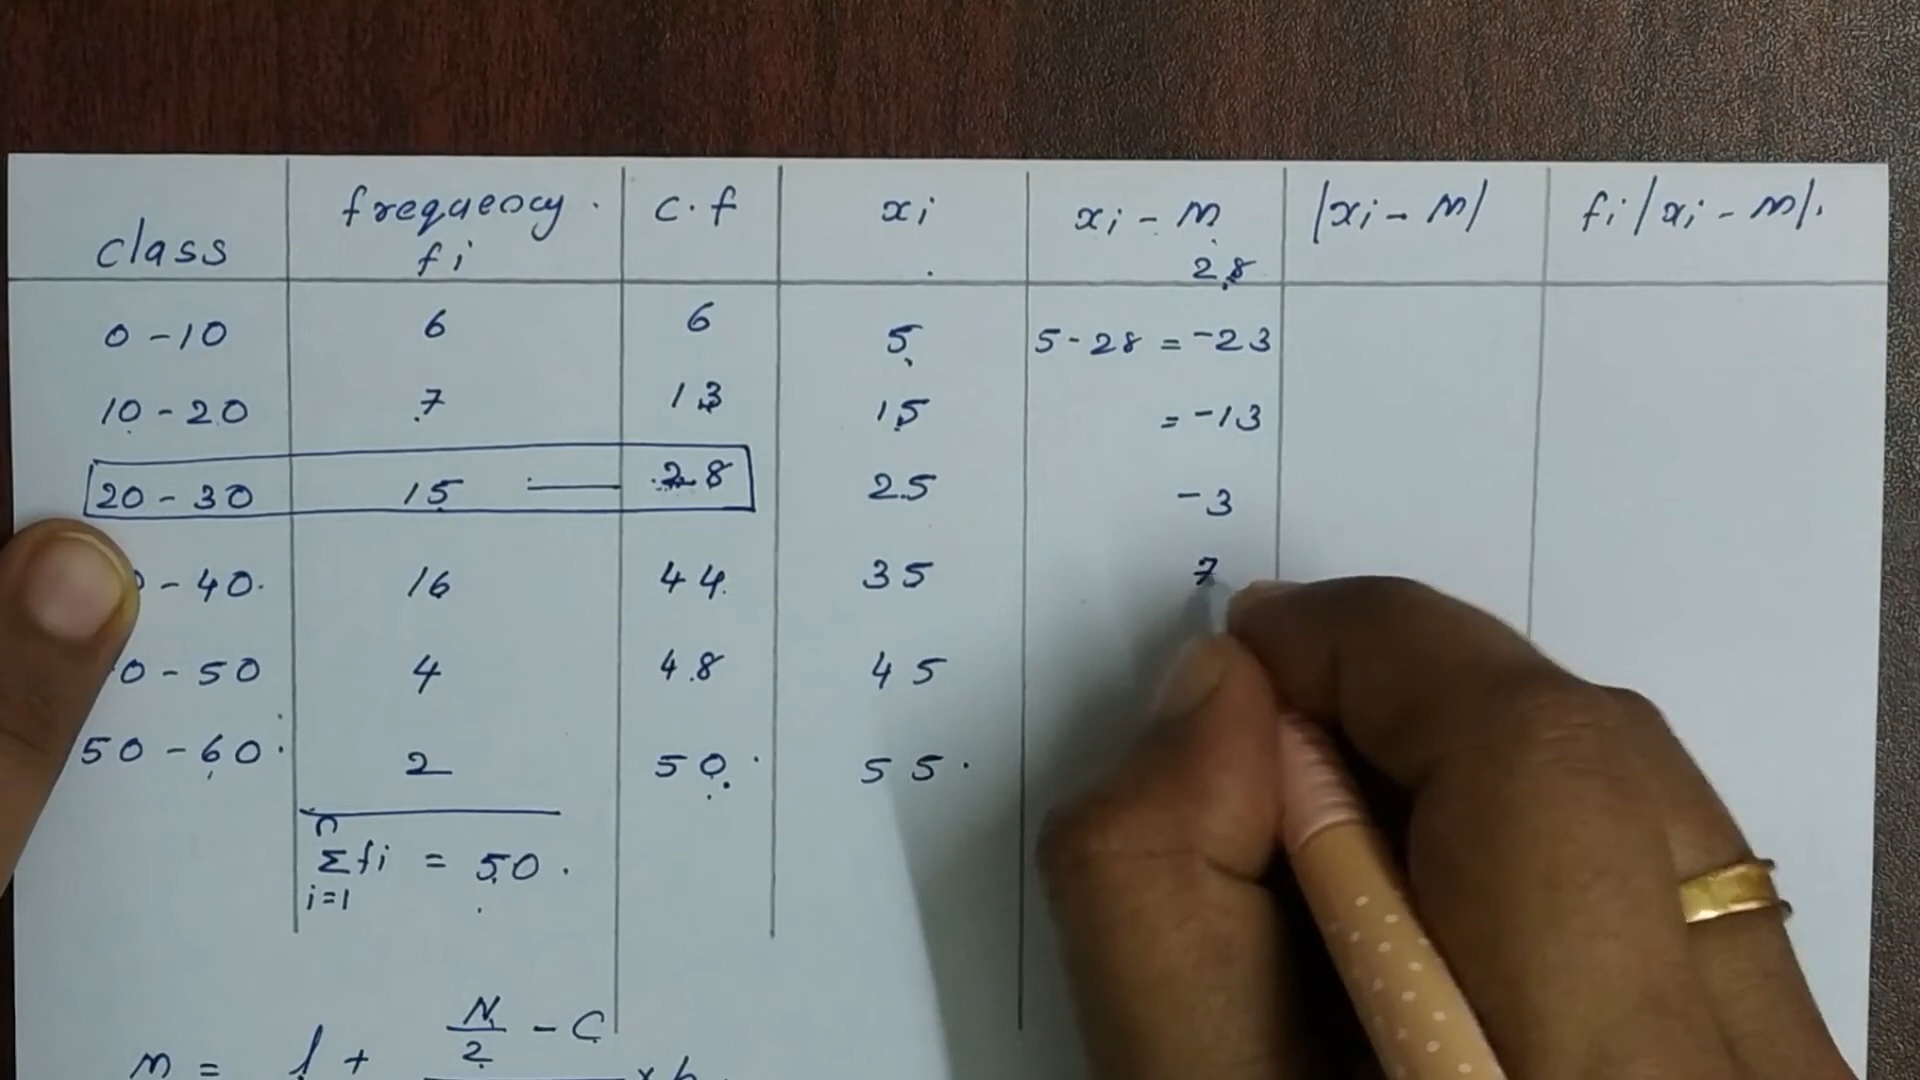 class frequency. fi c.f xi xi - M 28 |xi - M| fi |xi - M|.
0-10 6 6 5 5-28 = -23
10-20 7 13 15 = -13
20-30 15 28 25 -3
-40. 16 44. 35 7
0-50 4 48 45
50-60. 2 50. 55.
n
Σfi = 50.
i=1
N/2 - C
M = l + × h